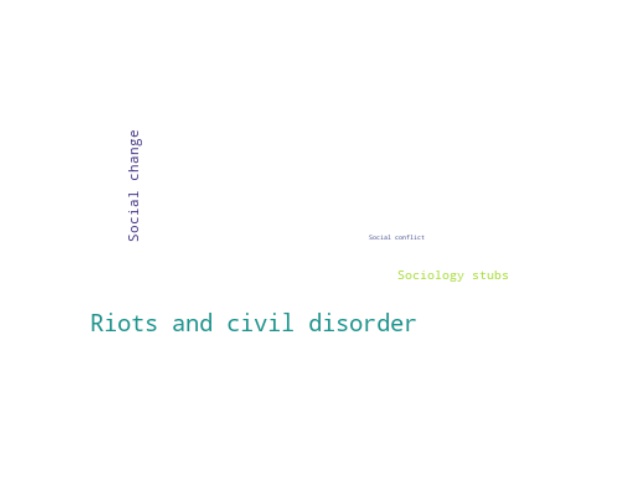 Social change
Social conflict
Sociology stubs
Riots and civil disorder